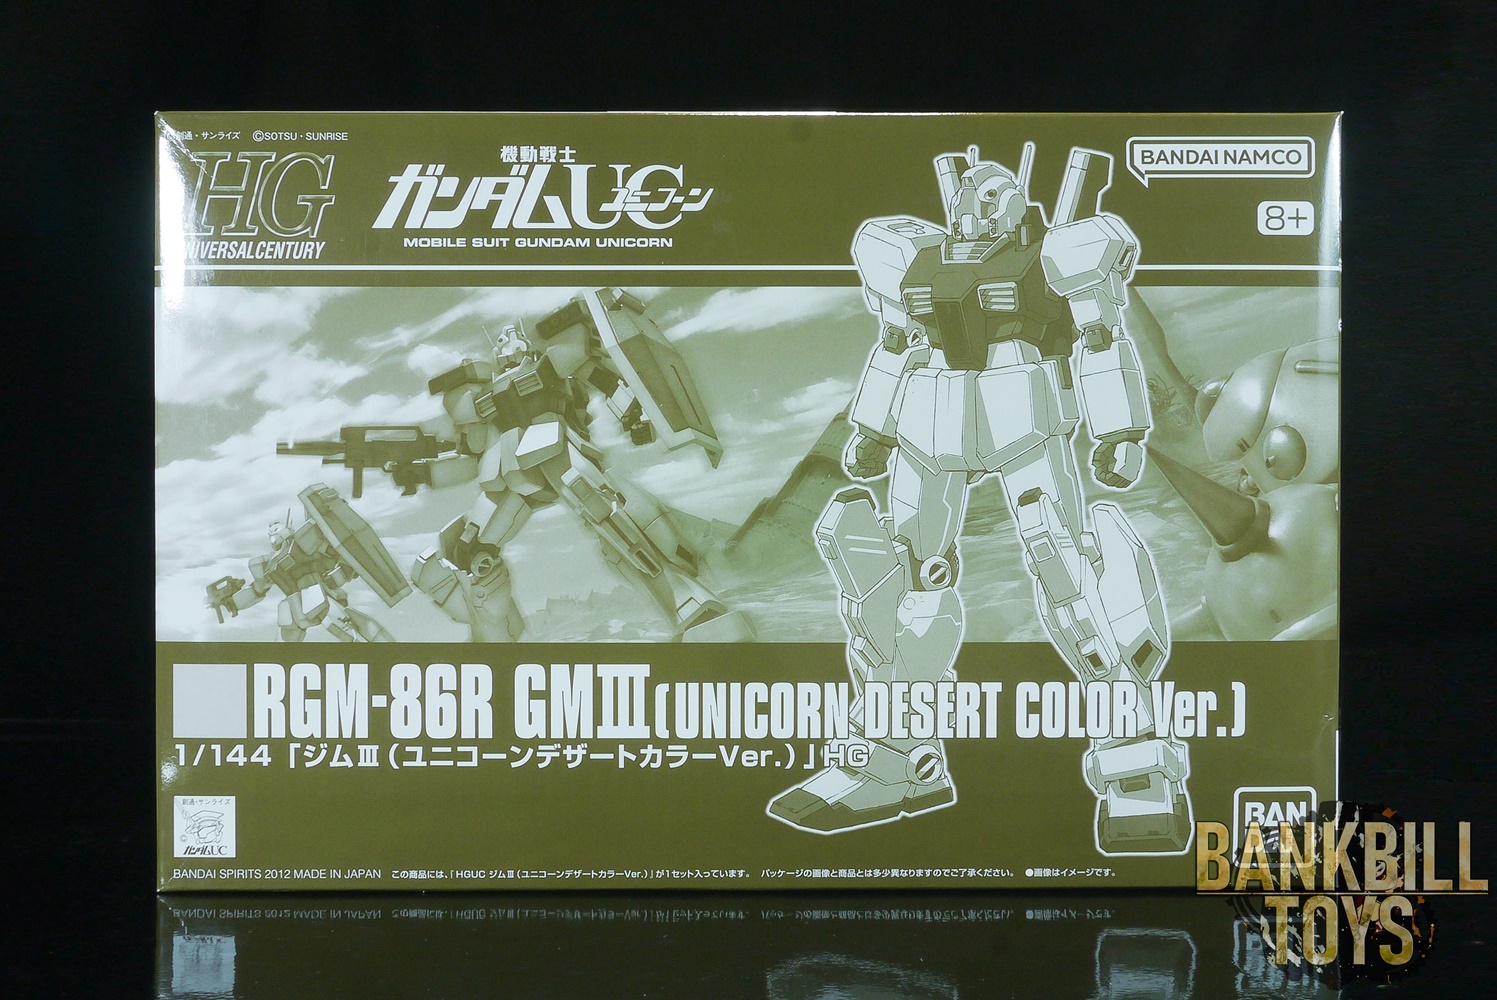 創通・サンライズ ©SOTSU・SUNRISE
HG
UNIVERSAL CENTURY
機動戦士
ガンダムUC
ユニコーン
MOBILE SUIT GUNDAM UNICORN
BANDAI NAMCO
8+
RGM-86R GMⅢ (UNICORN DESERT COLOR Ver.)
1/144「ジムⅢ(ユニコーンデザートカラーVer.)」HG
創通・サンライズ
©
ガンダムUC
BAN
BANDAI SPIRITS 2012 MADE IN JAPAN この商品には、「HGUC ジムⅢ(ユニコーンデザートカラーVer.)」が1セット入っています。 パッケージの画像と商品とは多少異なりますのでご了承ください。 ●画像はイメージです。
BANKBILL
TOYS